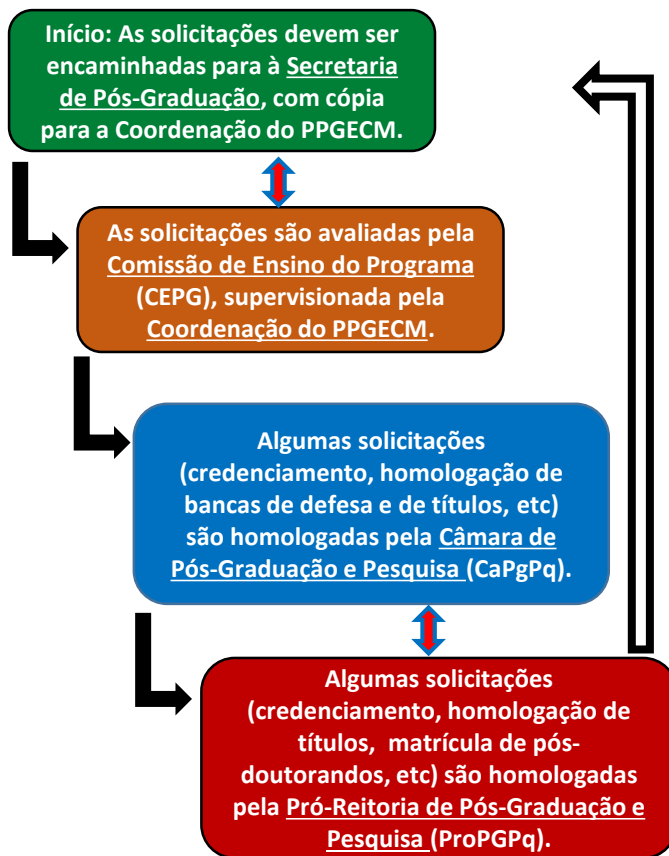 Início: As solicitações devem ser
encaminhadas para à Secretaria
de Pós-Graduação, com cópia
para a Coordenação do PPGECM.
As solicitações são avaliadas pela
Comissão de Ensino do Programa
(CEPG), supervisionada pela
Coordenação do PPGECM.
Algumas solicitações
(credenciamento, homologação de
bancas de defesa e de títulos, etc)
são homologadas pela Câmara de
Pós-Graduação e Pesquisa (CaPgPq).
Algumas solicitações
(credenciamento, homologação de
títulos, matrícula de pós-
doutorandos, etc) são homologadas
pela Pró-Reitoria de Pós-Graduação e
Pesquisa (ProPGPq).